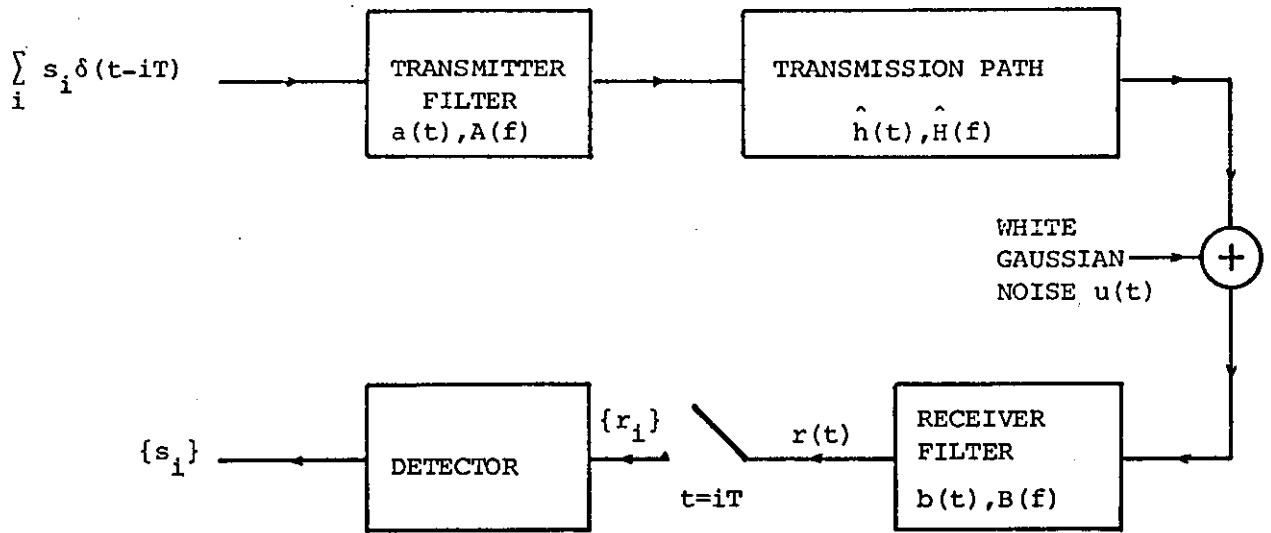 ∑ s_i δ(t-iT)
i
TRANSMITTER
FILTER
a(t),A(f)
TRANSMISSION PATH
ĥ(t),Ĥ(f)
WHITE
GAUSSIAN
NOISE u(t)
RECEIVER
FILTER
b(t),B(f)
r(t)
t=iT
{r_i}
DETECTOR
{s_i}